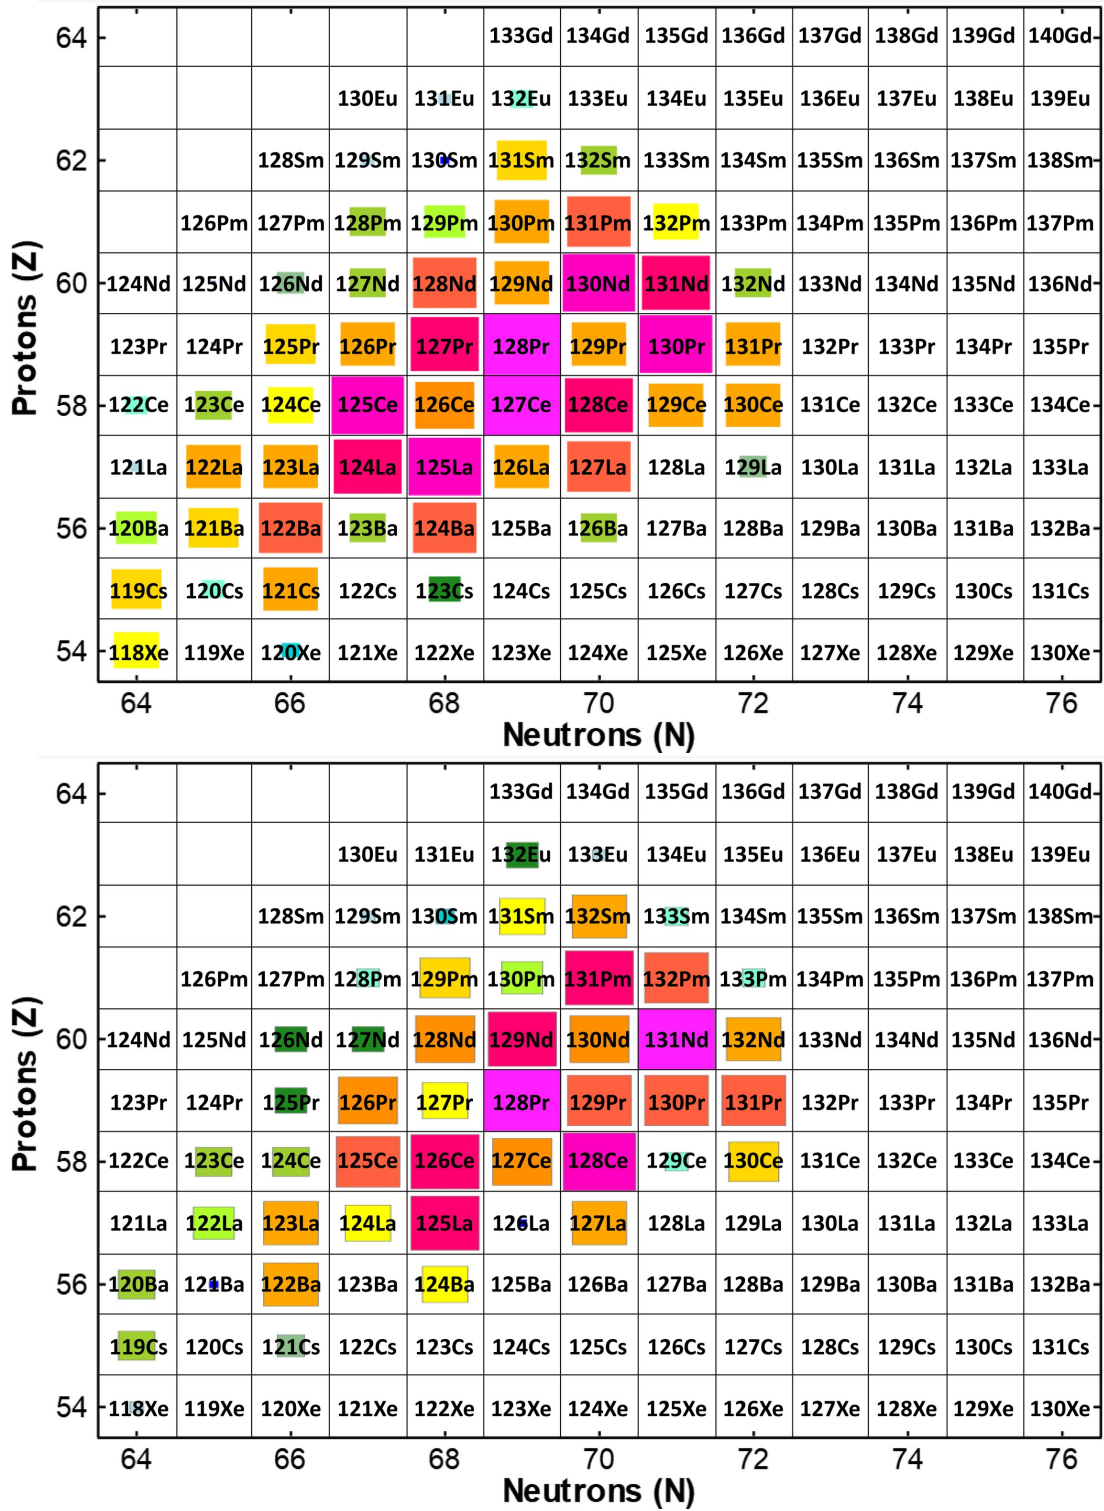 64 133Gd 134Gd 135Gd 136Gd 137Gd 138Gd 139Gd 140Gd
130Eu 131Eu 132Eu 133Eu 134Eu 135Eu 136Eu 137Eu 138Eu 139Eu
62 128Sm 129Sm 130Sm 131Sm 132Sm 133Sm 134Sm 135Sm 136Sm 137Sm 138Sm
126Pm 127Pm 128Pm 129Pm 130Pm 131Pm 132Pm 133Pm 134Pm 135Pm 136Pm 137Pm
60 124Nd 125Nd 126Nd 127Nd 128Nd 129Nd 130Nd 131Nd 132Nd 133Nd 134Nd 135Nd 136Nd
123Pr 124Pr 125Pr 126Pr 127Pr 128Pr 129Pr 130Pr 131Pr 132Pr 133Pr 134Pr 135Pr
58 122Ce 123Ce 124Ce 125Ce 126Ce 127Ce 128Ce 129Ce 130Ce 131Ce 132Ce 133Ce 134Ce
121La 122La 123La 124La 125La 126La 127La 128La 129La 130La 131La 132La 133La
56 120Ba 121Ba 122Ba 123Ba 124Ba 125Ba 126Ba 127Ba 128Ba 129Ba 130Ba 131Ba 132Ba
119Cs 120Cs 121Cs 122Cs 123Cs 124Cs 125Cs 126Cs 127Cs 128Cs 129Cs 130Cs 131Cs
54 118Xe 119Xe 120Xe 121Xe 122Xe 123Xe 124Xe 125Xe 126Xe 127Xe 128Xe 129Xe 130Xe
64 66 68 70 72 74 76
Neutrons (N)
Protons (Z)
64 133Gd 134Gd 135Gd 136Gd 137Gd 138Gd 139Gd 140Gd
130Eu 131Eu 132Eu 133Eu 134Eu 135Eu 136Eu 137Eu 138Eu 139Eu
62 128Sm 129Sm 130Sm 131Sm 132Sm 133Sm 134Sm 135Sm 136Sm 137Sm 138Sm
126Pm 127Pm 128Pm 129Pm 130Pm 131Pm 132Pm 133Pm 134Pm 135Pm 136Pm 137Pm
60 124Nd 125Nd 126Nd 127Nd 128Nd 129Nd 130Nd 131Nd 132Nd 133Nd 134Nd 135Nd 136Nd
123Pr 124Pr 125Pr 126Pr 127Pr 128Pr 129Pr 130Pr 131Pr 132Pr 133Pr 134Pr 135Pr
58 122Ce 123Ce 124Ce 125Ce 126Ce 127Ce 128Ce 129Ce 130Ce 131Ce 132Ce 133Ce 134Ce
121La 122La 123La 124La 125La 126La 127La 128La 129La 130La 131La 132La 133La
56 120Ba 121Ba 122Ba 123Ba 124Ba 125Ba 126Ba 127Ba 128Ba 129Ba 130Ba 131Ba 132Ba
119Cs 120Cs 121Cs 122Cs 123Cs 124Cs 125Cs 126Cs 127Cs 128Cs 129Cs 130Cs 131Cs
54 118Xe 119Xe 120Xe 121Xe 122Xe 123Xe 124Xe 125Xe 126Xe 127Xe 128Xe 129Xe 130Xe
64 66 68 70 72 74 76
Neutrons (N)
Protons (Z)